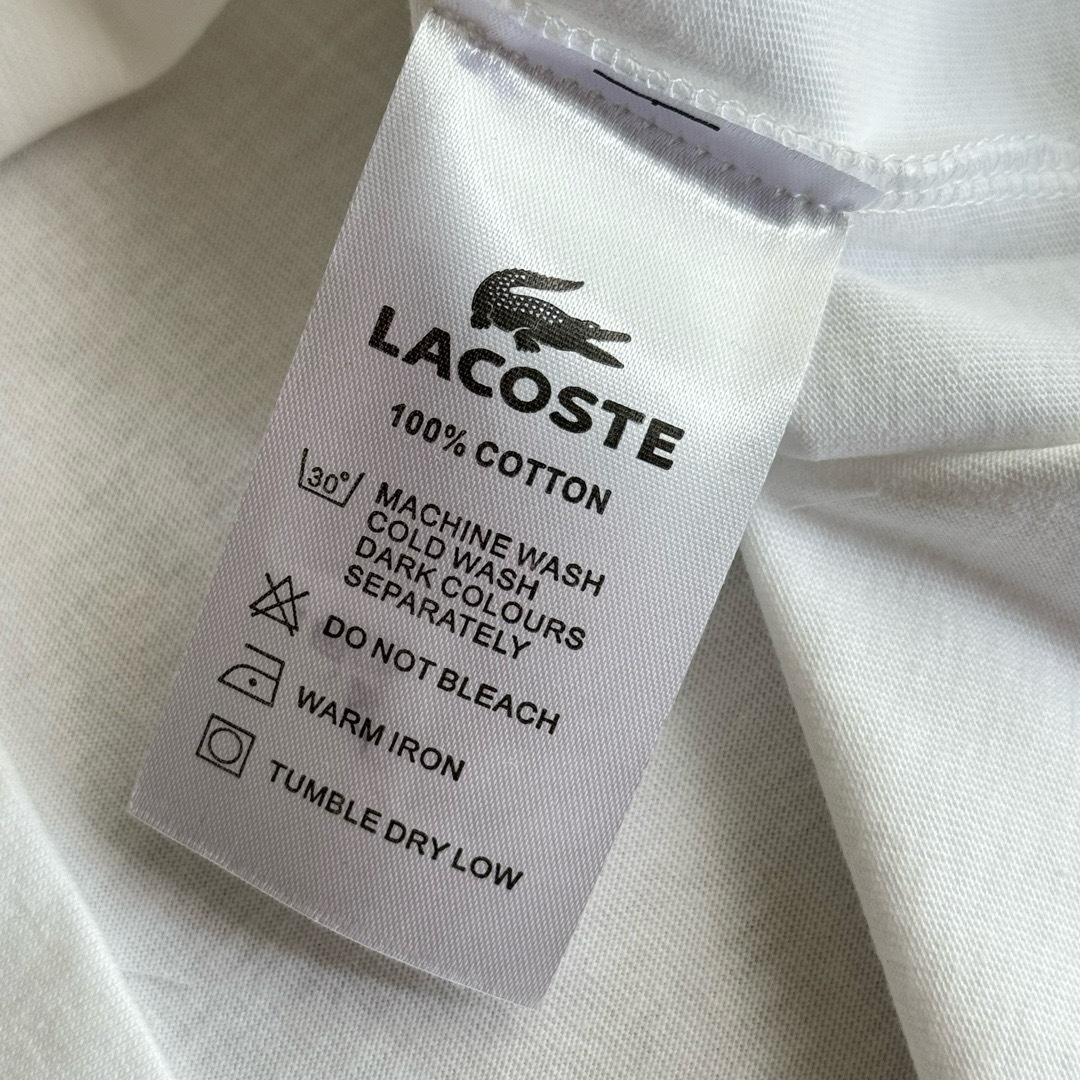 LACOSTE
100% COTTON
30°
MACHINE WASH
COLD WASH
DARK COLOURS
SEPARATELY
DO NOT BLEACH
WARM IRON
TUMBLE DRY LOW